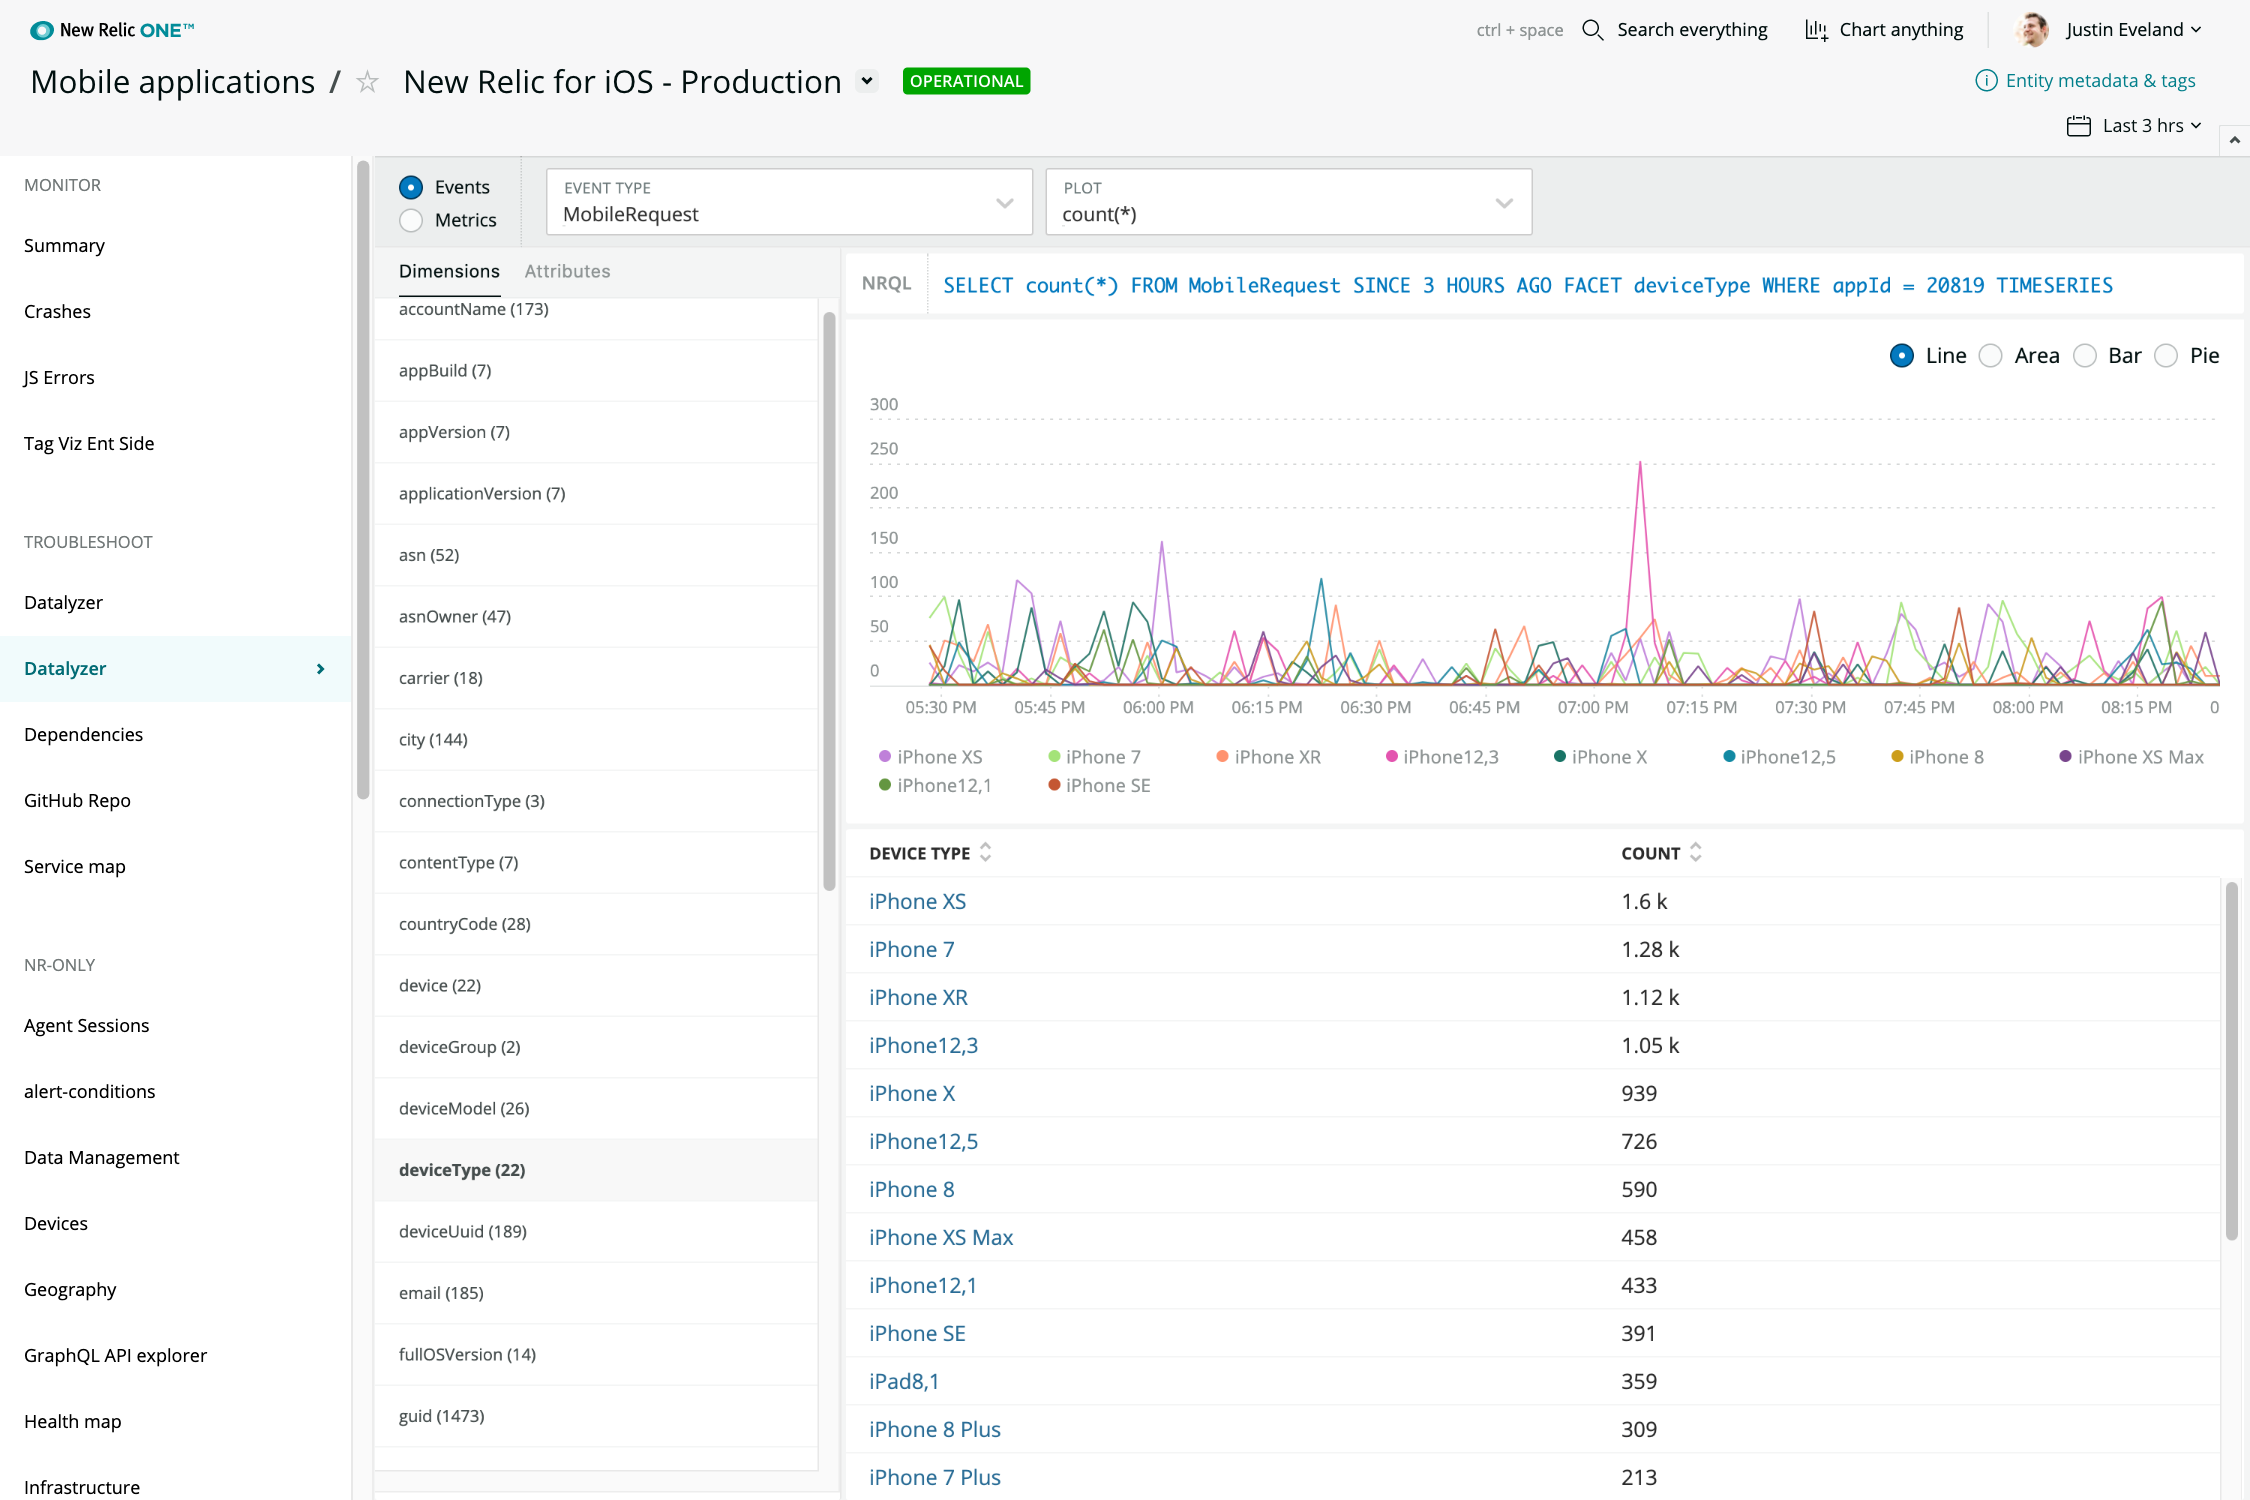 New Relic ONE™
ctrl + space Search everything Chart anything Justin Eveland
Mobile applications / New Relic for iOS - Production OPERATIONAL
Entity metadata & tags
Last 3 hrs
MONITOR
Summary
Crashes
JS Errors
Tag Viz Ent Side
TROUBLESHOOT
Datalyzer
Datalyzer
Dependencies
GitHub Repo
Service map
NR-ONLY
Agent Sessions
alert-conditions
Data Management
Devices
Geography
GraphQL API explorer
Health map
Infrastructure
Events
Metrics
EVENT TYPE
MobileRequest
PLOT
count(*)
Dimensions Attributes
accountName (173)
appBuild (7)
appVersion (7)
applicationVersion (7)
asn (52)
asnOwner (47)
carrier (18)
city (144)
connectionType (3)
contentType (7)
countryCode (28)
device (22)
deviceGroup (2)
deviceModel (26)
deviceType (22)
deviceUuid (189)
email (185)
fullOSVersion (14)
guid (1473)
NRQL SELECT count(*) FROM MobileRequest SINCE 3 HOURS AGO FACET deviceType WHERE appId = 20819 TIMESERIES
Line Area Bar Pie
300
250
200
150
100
50
0
05:30 PM 05:45 PM 06:00 PM 06:15 PM 06:30 PM 06:45 PM 07:00 PM 07:15 PM 07:30 PM 07:45 PM 08:00 PM 08:15 PM 0
iPhone XS iPhone 7 iPhone XR iPhone12,3 iPhone X iPhone12,5 iPhone 8 iPhone XS Max
iPhone12,1 iPhone SE
DEVICE TYPE COUNT
iPhone XS 1.6 k
iPhone 7 1.28 k
iPhone XR 1.12 k
iPhone12,3 1.05 k
iPhone X 939
iPhone12,5 726
iPhone 8 590
iPhone XS Max 458
iPhone12,1 433
iPhone SE 391
iPad8,1 359
iPhone 8 Plus 309
iPhone 7 Plus 213